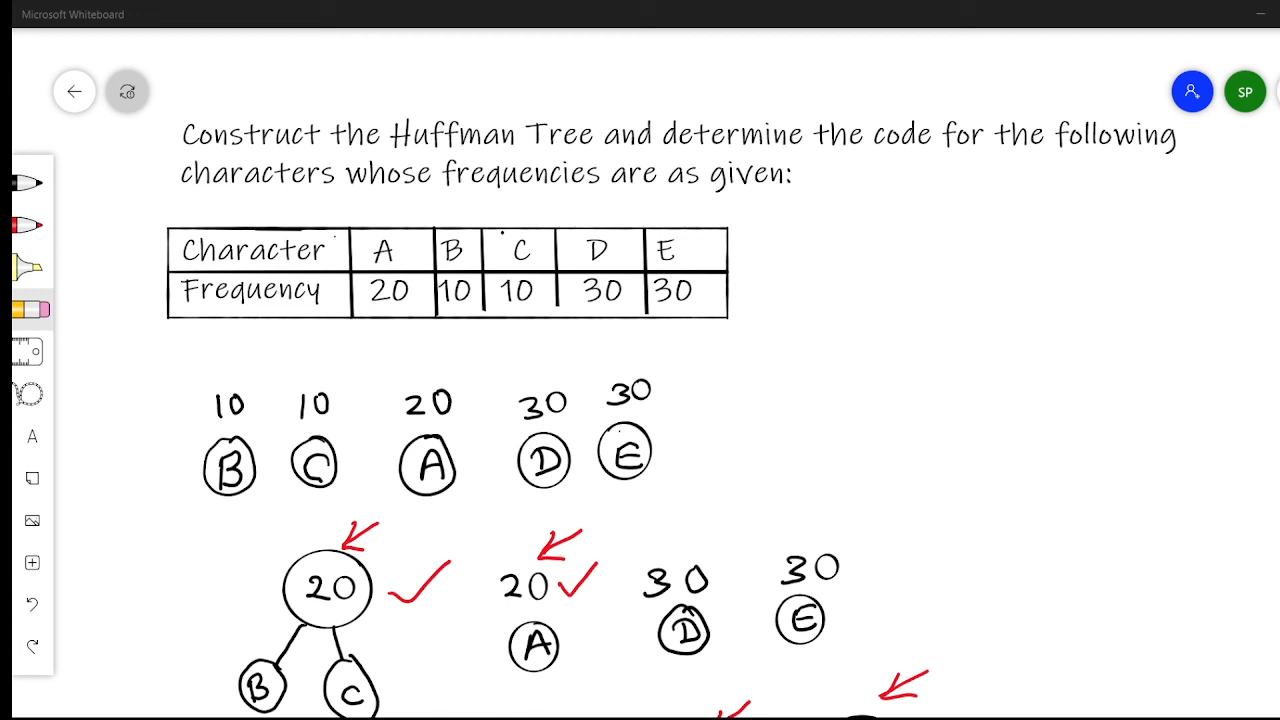 Microsoft Whiteboard
SP
Construct the Huffman Tree and determine the code for the following
characters whose frequencies are as given:
Character A B C D E
Frequency 20 10 10 30 30
10 10 20 30 30
B C A D E
20 20 30 30
A D E
B C
A